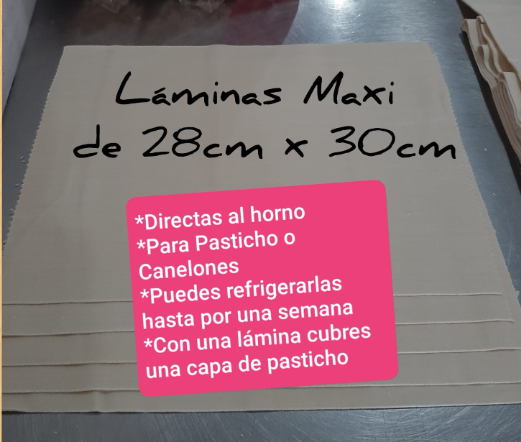 Láminas Maxi
de 28cm x 30cm
*Directas al horno
*Para Pasticho o
Canelones
*Puedes refrigerarlas
hasta por una semana
*Con una lámina cubres
una capa de pasticho